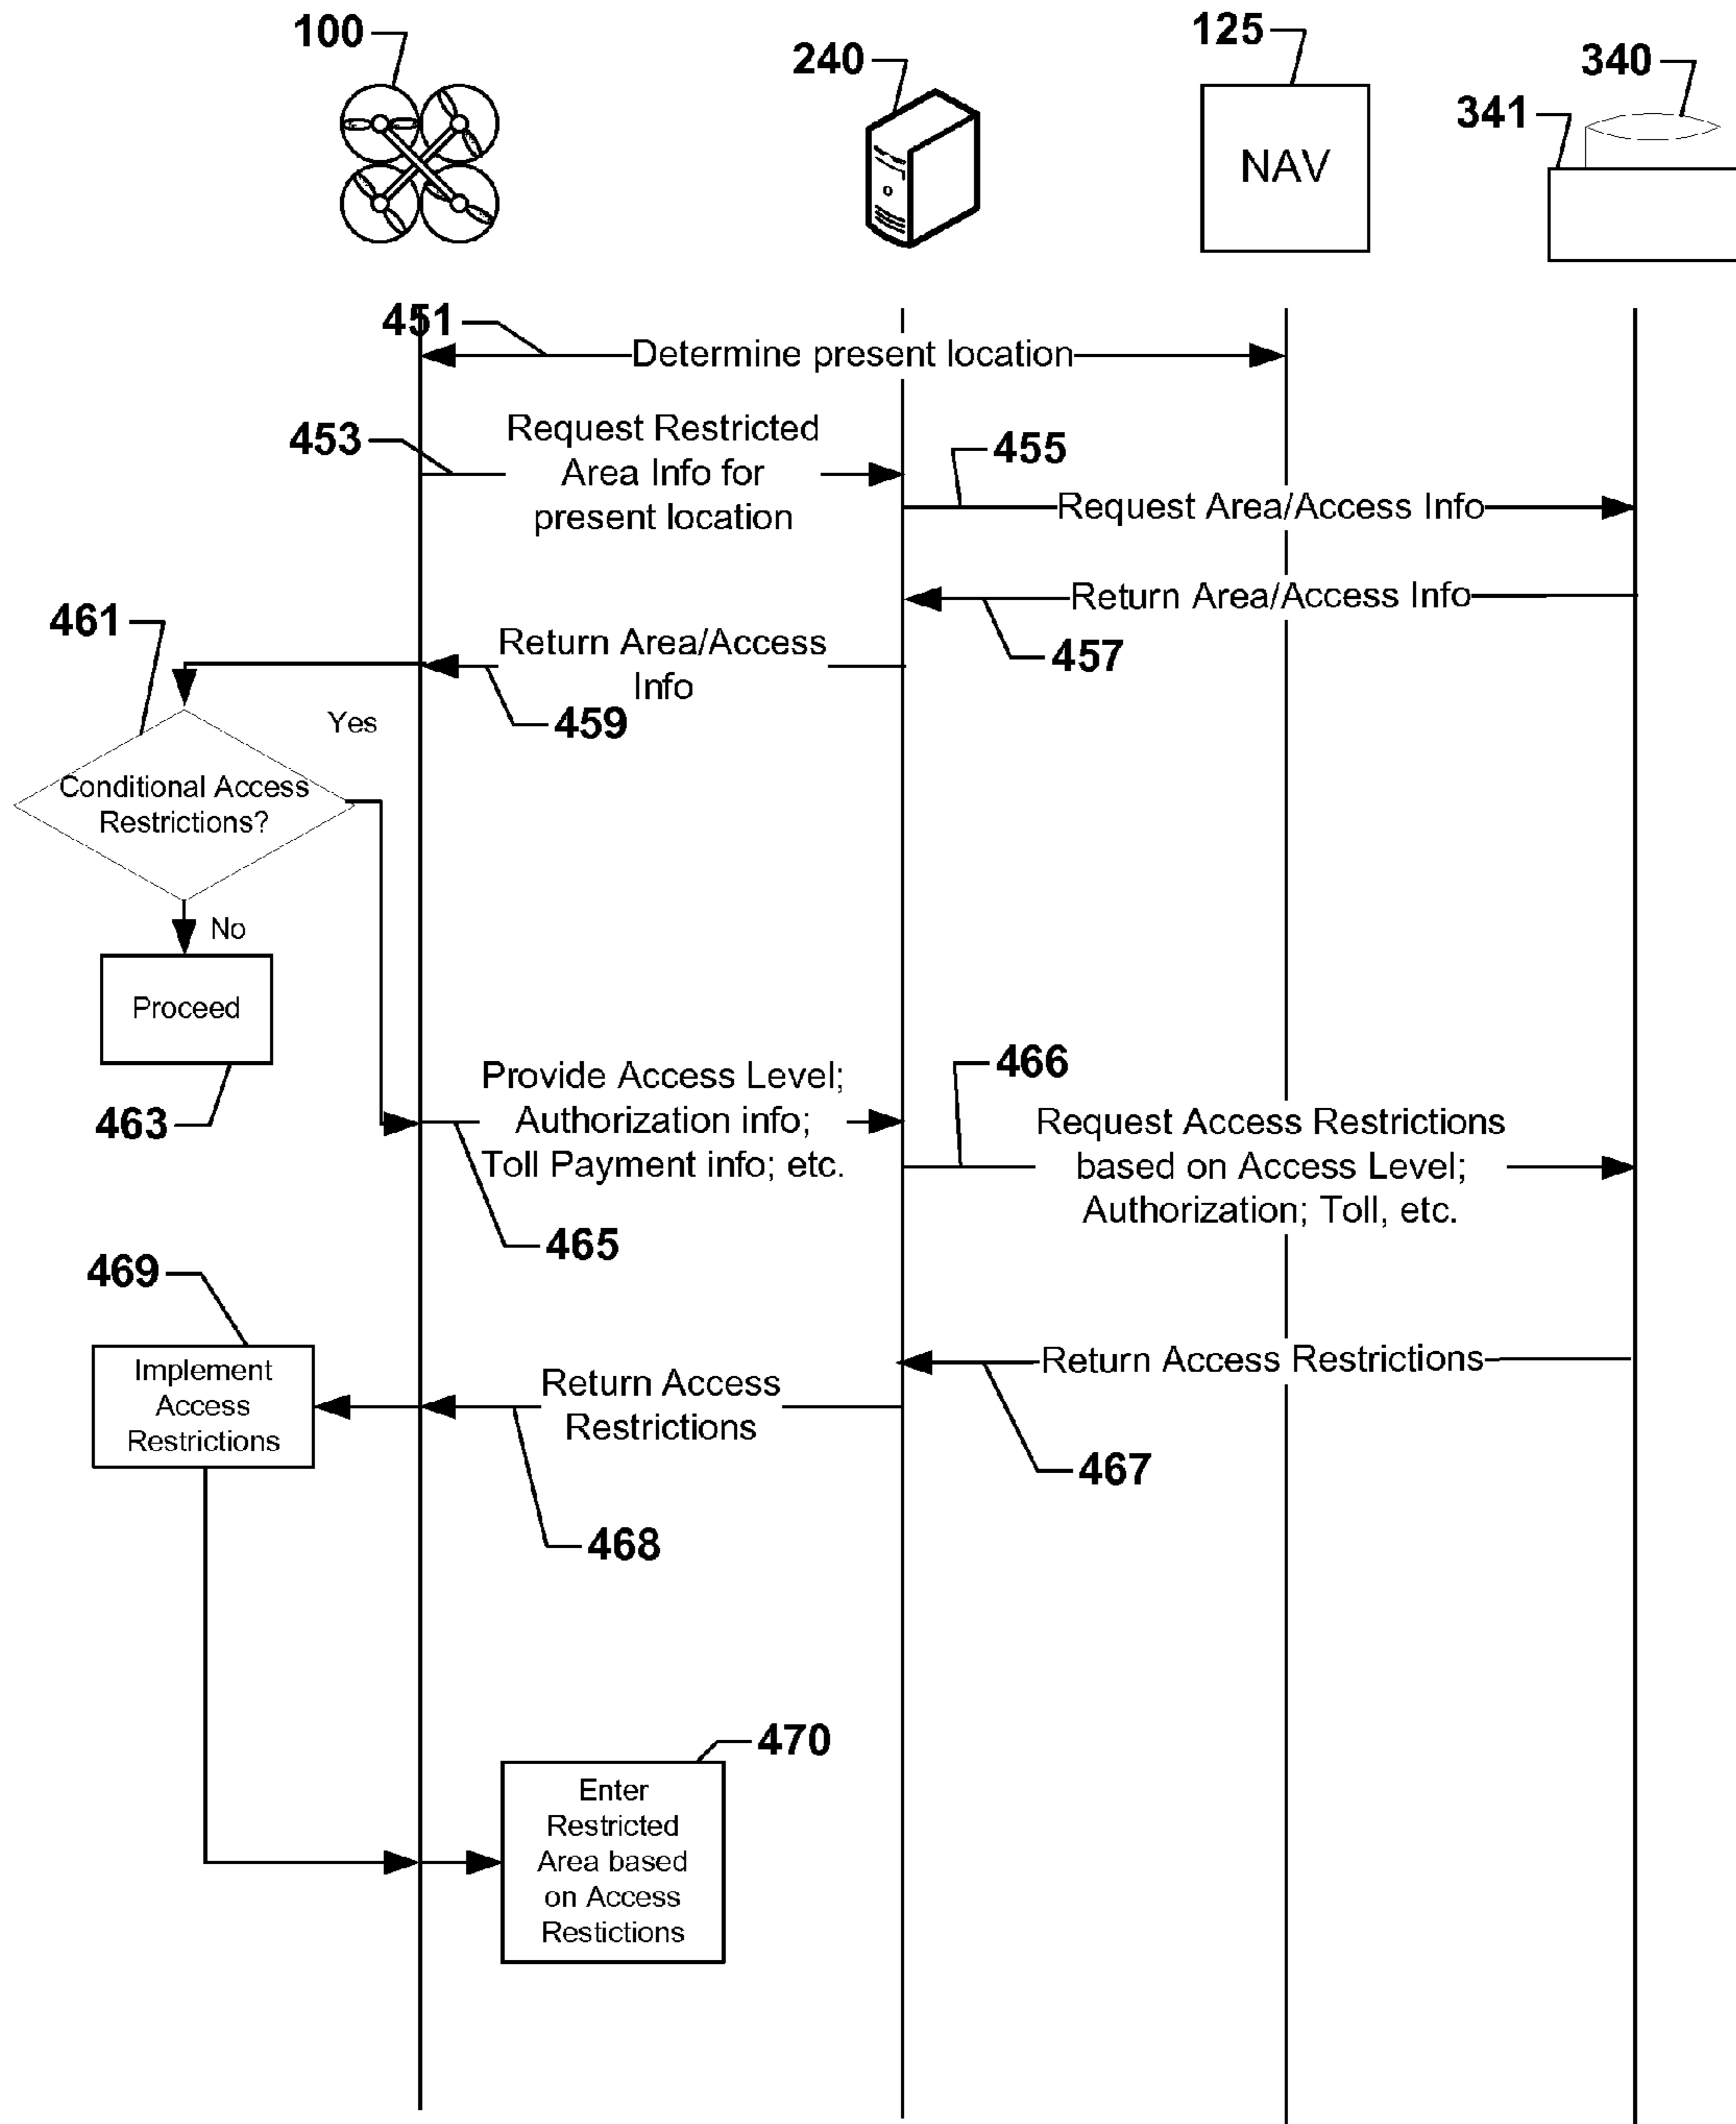 100
240
125
340
341
NAV
451
Determine present location
453
Request Restricted
Area Info for
present location
455
Request Area/Access Info
Return Area/Access Info
457
461
Return Area/Access
Info
459
Yes
Conditional Access
Restrictions?
No
Proceed
463
Provide Access Level;
Authorization info;
Toll Payment info; etc.
465
466
Request Access Restrictions
based on Access Level;
Authorization; Toll, etc.
469
Implement
Access
Restrictions
Return Access Restrictions
467
Return Access
Restrictions
468
470
Enter
Restricted
Area based
on Access
Restictions